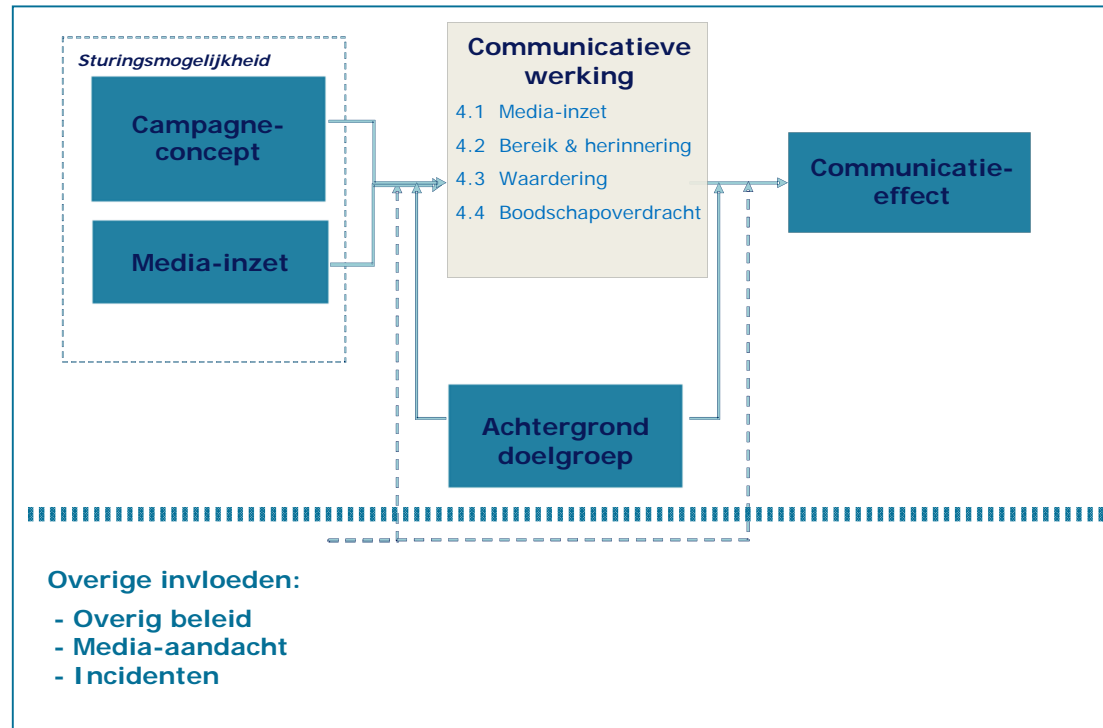 Sturingsmogelijkheid
Campagne-
concept
Media-inzet
Communicatieve
werking
4.1 Media-inzet
4.2 Bereik & herinnering
4.3 Waardering
4.4 Boodschapoverdracht
Communicatie-
effect
Achtergrond
doelgroep
Overige invloeden:
- Overig beleid
- Media-aandacht
- Incidenten